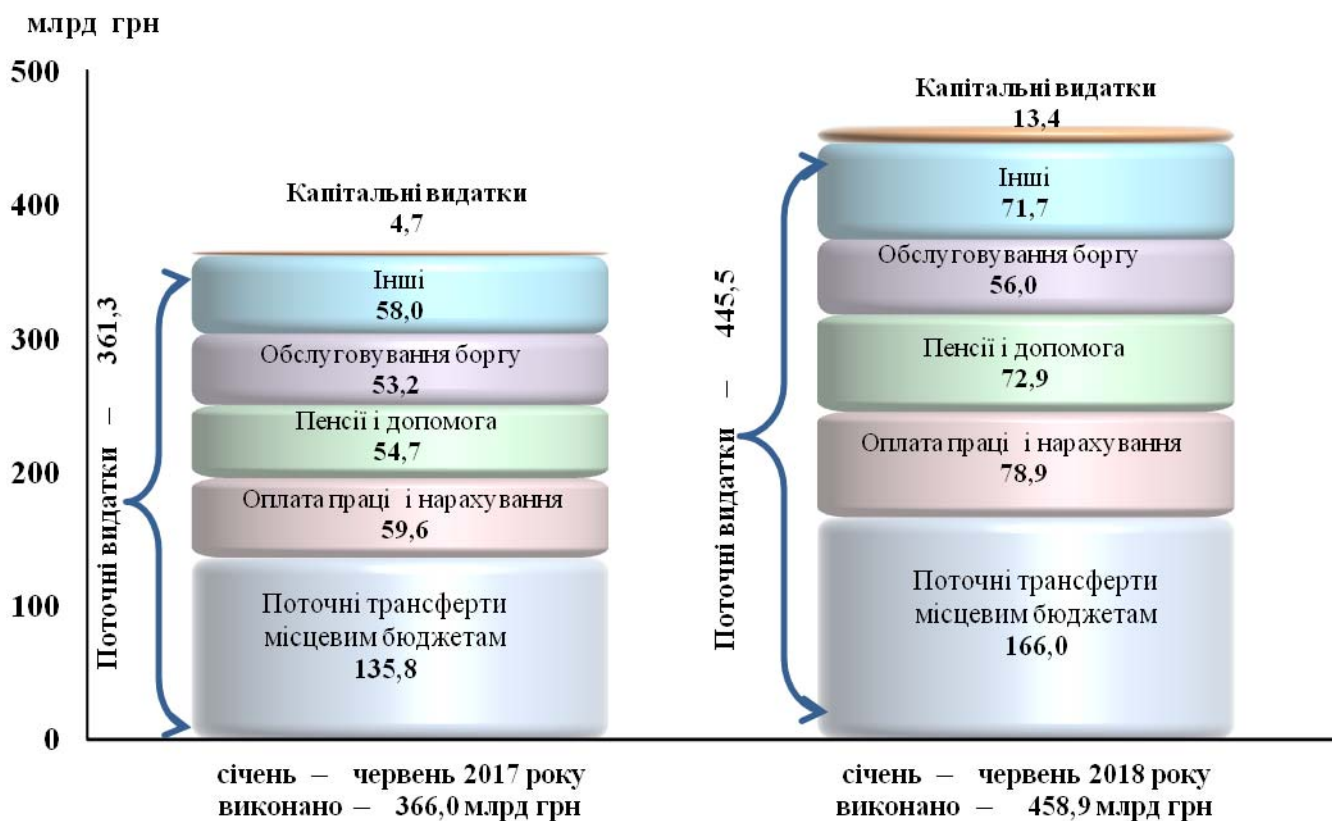 млрд грн
500
400
300
200
100
0
Капітальні видатки
4,7
Інші
58,0
Обслуговування боргу
53,2
Пенсії і допомога
54,7
Оплата праці і нарахування
59,6
Поточні трансферти
місцевим бюджетам
135,8
Поточні видатки – 361,3
січень – червень 2017 року
виконано – 366,0 млрд грн
Капітальні видатки
13,4
Інші
71,7
Обслуговування боргу
56,0
Пенсії і допомога
72,9
Оплата праці і нарахування
78,9
Поточні трансферти
місцевим бюджетам
166,0
Поточні видатки – 445,5
січень – червень 2018 року
виконано – 458,9 млрд грн